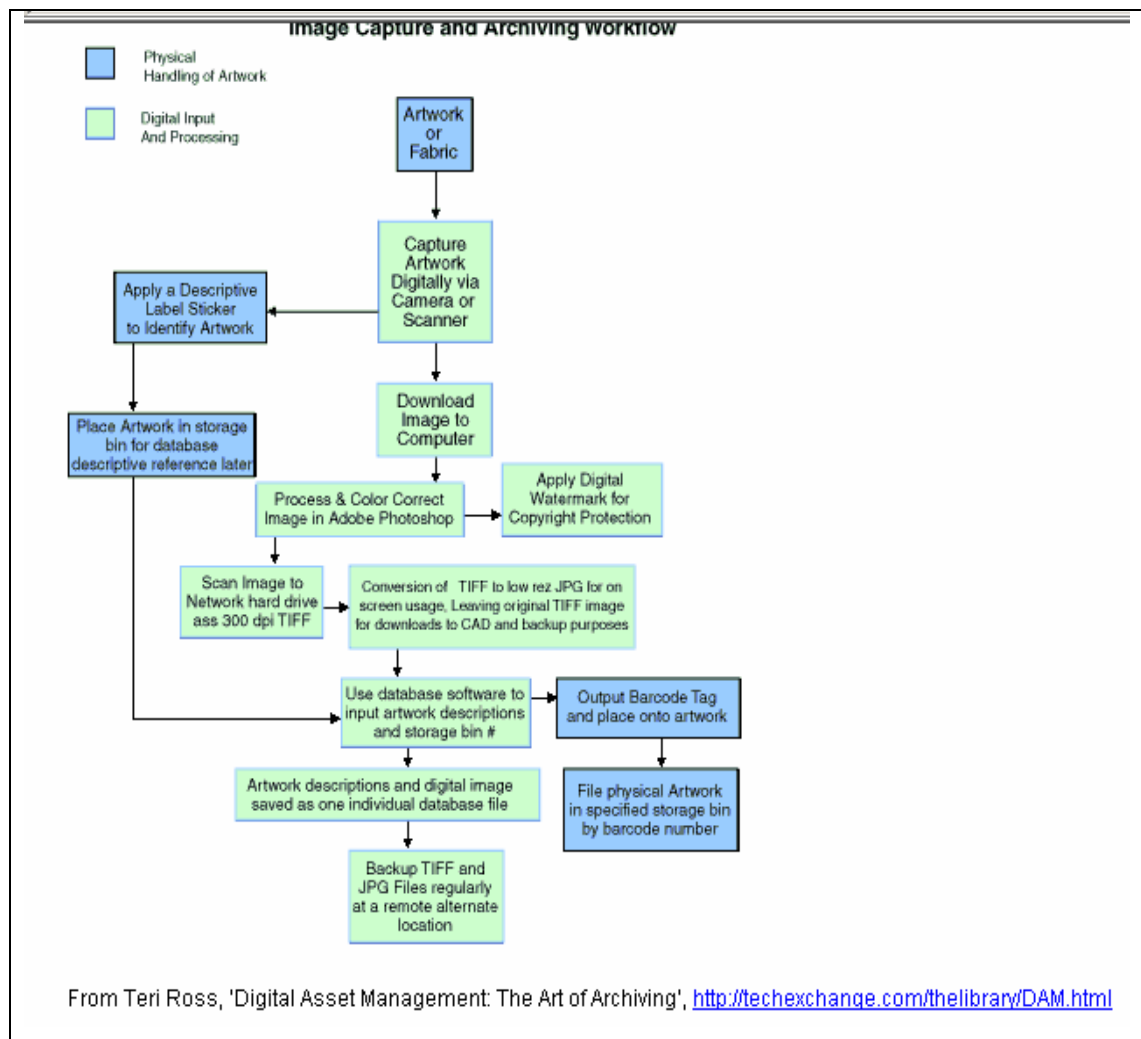 Image Capture and Archiving Workflow
Physical
Handling of Artwork
Digital Input
And Processing
Artwork
or
Fabric
Capture
Artwork
Digitally via
Camera or
Scanner
Apply a Descriptive
Label Sticker
to Identify Artwork
Download
Image to
Computer
Place Artwork in storage
bin for database
descriptive reference later
Process & Color Correct
Image in Adobe Photoshop
Apply Digital
Watermark for
Copyright Protection
Scan Image to
Network hard drive
ass 300 dpi TIFF
Conversion of TIFF to low rez JPG for on
screen usage, Leaving original TIFF image
for downloads to CAD and backup purposes
Use database software to
input artwork descriptions
and storage bin #
Output Barcode Tag
and place onto artwork
Artwork descriptions and digital image
saved as one individual database file
File physical Artwork
in specified storage bin
by barcode number
Backup TIFF and
JPG Files regularly
at a remote alternate
location
From Teri Ross, 'Digital Asset Management: The Art of Archiving', http://techexchange.com/thelibrary/DAM.html